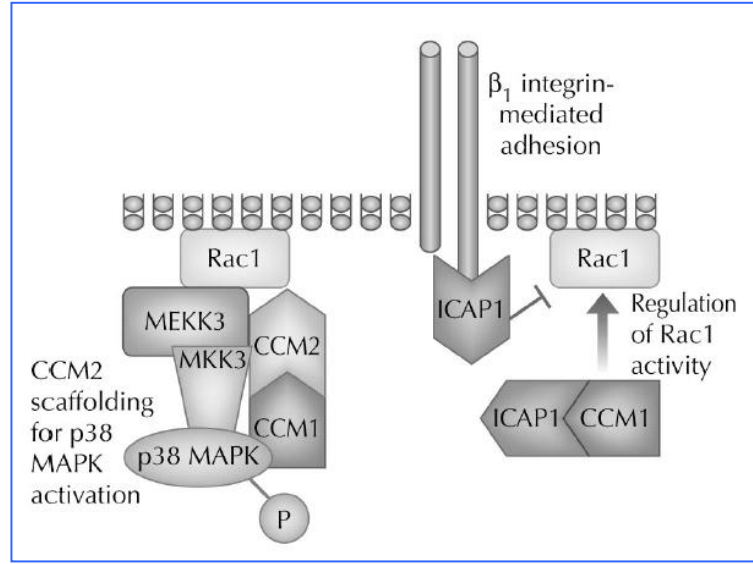 β1 integrin-
mediated
adhesion
Rac1
Rac1
MEKK3
ICAP1
Regulation
of Rac1
activity
MKK3
CCM2
CCM2
scaffolding
for p38
MAPK
activation
CCM1
ICAP1
CCM1
p38 MAPK
P